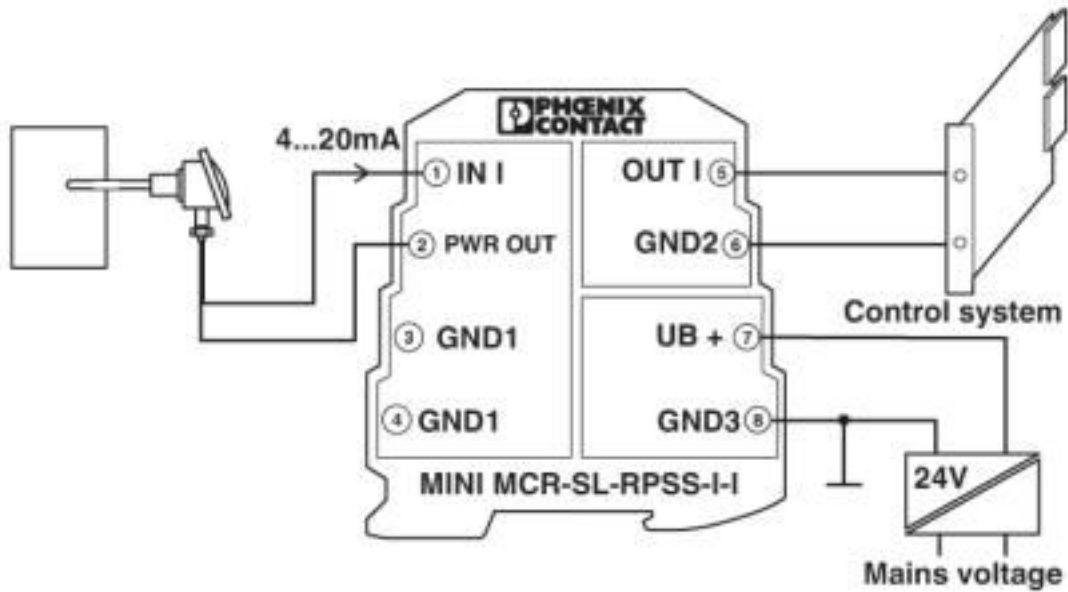 PHŒNIX
CONTACT
4...20mA
1 IN I
OUT I 5
2 PWR OUT
GND2 6
Control system
3 GND1
UB + 7
4 GND1
GND3 8
24V
MINI MCR-SL-RPSS-I-I
Mains voltage